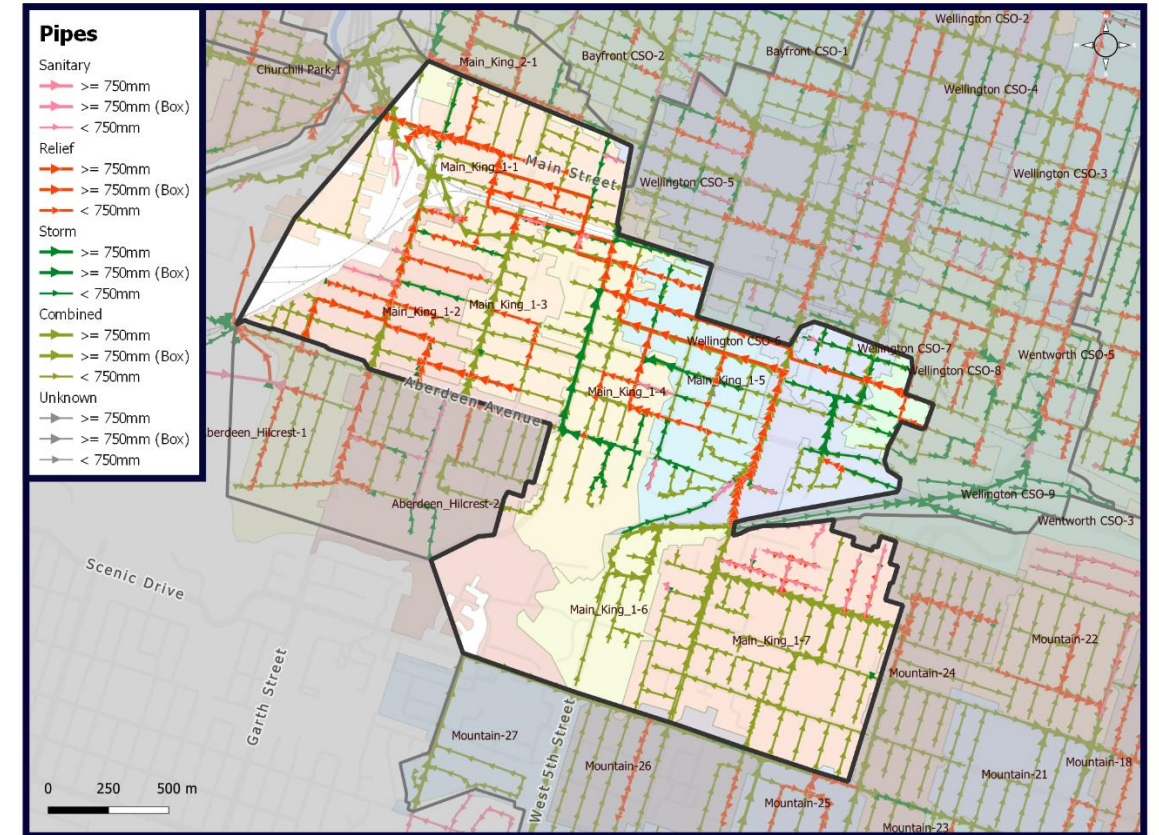 Pipes
Sanitary
>= 750mm
>= 750mm (Box)
< 750mm
Relief
>= 750mm
>= 750mm (Box)
< 750mm
Storm
>= 750mm
>= 750mm (Box)
< 750mm
Combined
>= 750mm
>= 750mm (Box)
< 750mm
Unknown
>= 750mm
>= 750mm (Box)
< 750mm
Wellington CSO-2
Bayfront CSO-1
Bayfront CSO-2
Main_King_2-1
Churchill Park-1
Wellington CSO-4
Main Street
Main_King_1-1
Wellington CSO-5
Wellington CSO-3
Main_King_1-3
Main_King_1-2
Wellington CSO-6
Wellington CSO-7
Wentworth CSO-5
Wellington CSO-8
Main_King_1-5
Main_King_1-4
Aberdeen Avenue
Aberdeen_Hilcrest-1
Aberdeen_Hilcrest-2
Wellington CSO-9
Wentworth CSO-3
Scenic Drive
Main_King_1-6
Main_King_1-7
Mountain-22
Mountain-24
Garth Street
West 5th Street
Mountain-27
Mountain-26
Mountain-21
Mountain-18
Mountain-25
Mountain-23
0 250 500 m